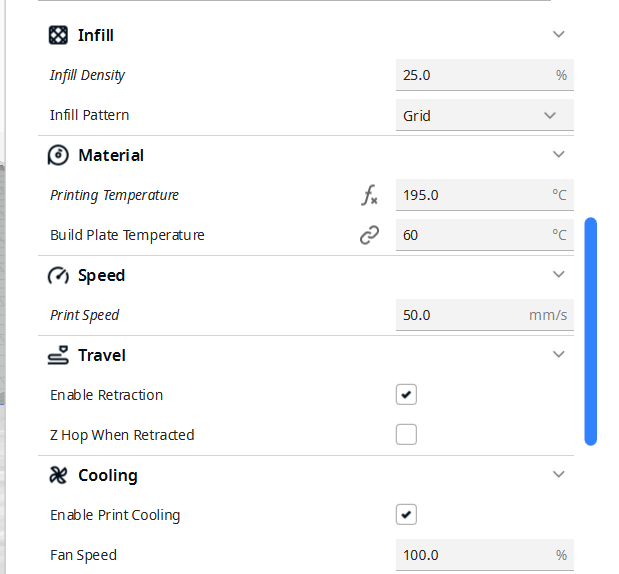 Infill
Infill Density 25.0 %
Infill Pattern Grid
Material
Printing Temperature fx 195.0 °C
Build Plate Temperature 60 °C
Speed
Print Speed 50.0 mm/s
Travel
Enable Retraction
Z Hop When Retracted
Cooling
Enable Print Cooling
Fan Speed 100.0 %